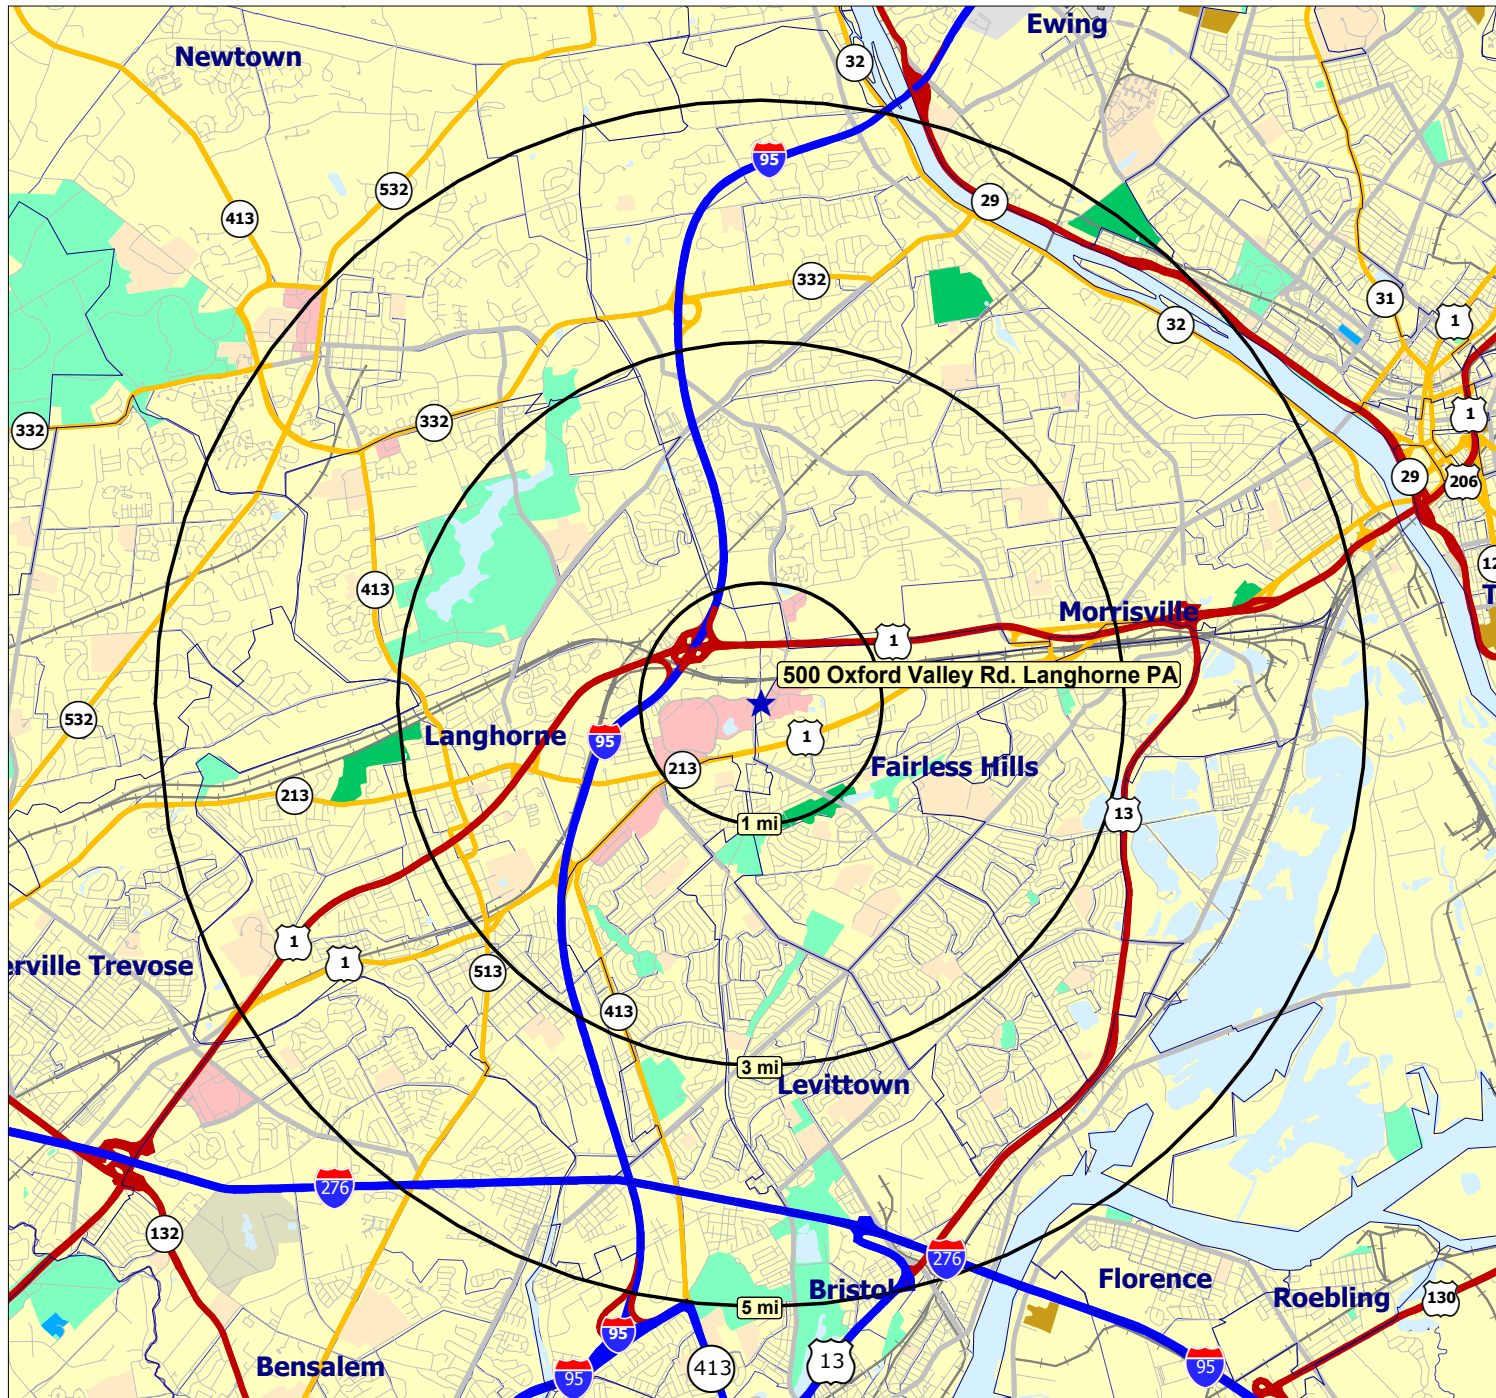 Newtown
Ewing
32
95
532
413
29
332
31
1
32
1
332
332
29
206
413
12
Morrisville
T
1
500 Oxford Valley Rd. Langhorne PA
532
Langhorne
95
1
213
Fairless Hills
213
1 mi
13
1
1
erville Trevose
513
413
3 mi
Levittown
276
132
276
Bristol
Florence
Roebling
130
5 mi
95
Bensalem
95
413
13
95